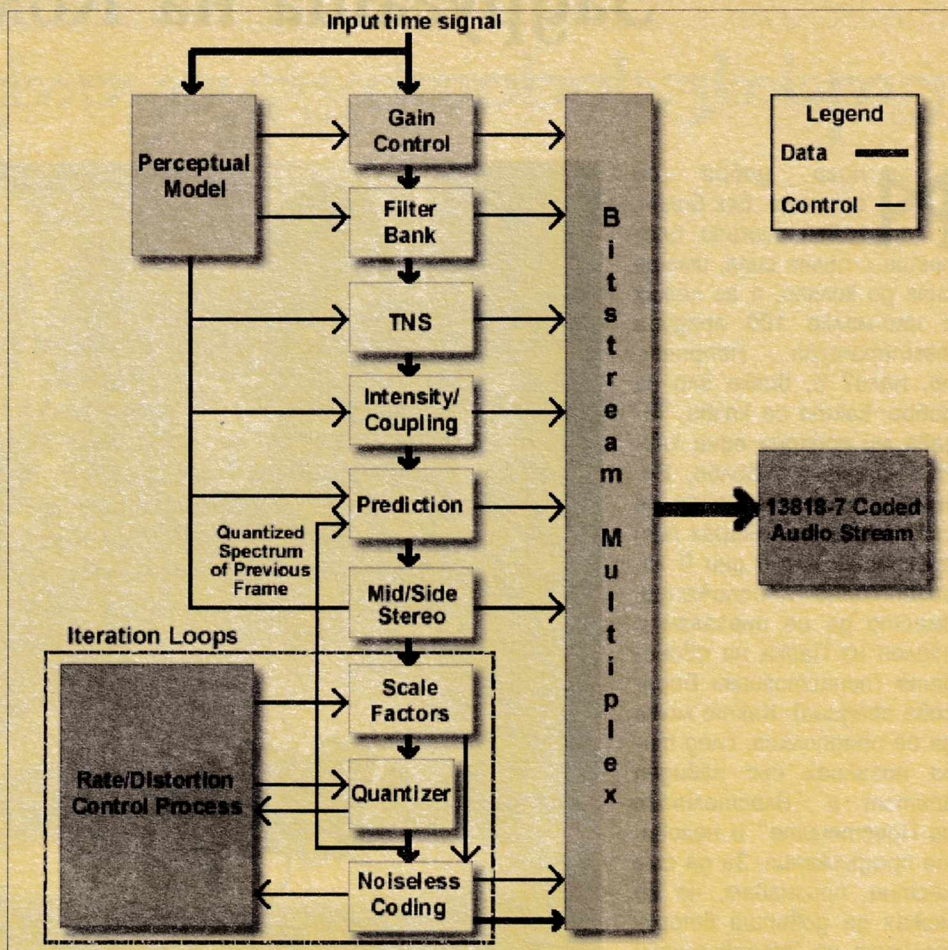 Input time signal
Perceptual
Model
Gain
Control
Filter
Bank
TNS
Intensity/
Coupling
Prediction
Quantized
Spectrum
of Previous
Frame
Mid/Side
Stereo
Iteration Loops
Rate/Distortion
Control Process
Scale
Factors
Quantizer
Noiseless
Coding
Bitstream Multiplex
Legend
Data
Control
13818-7 Coded
Audio Stream